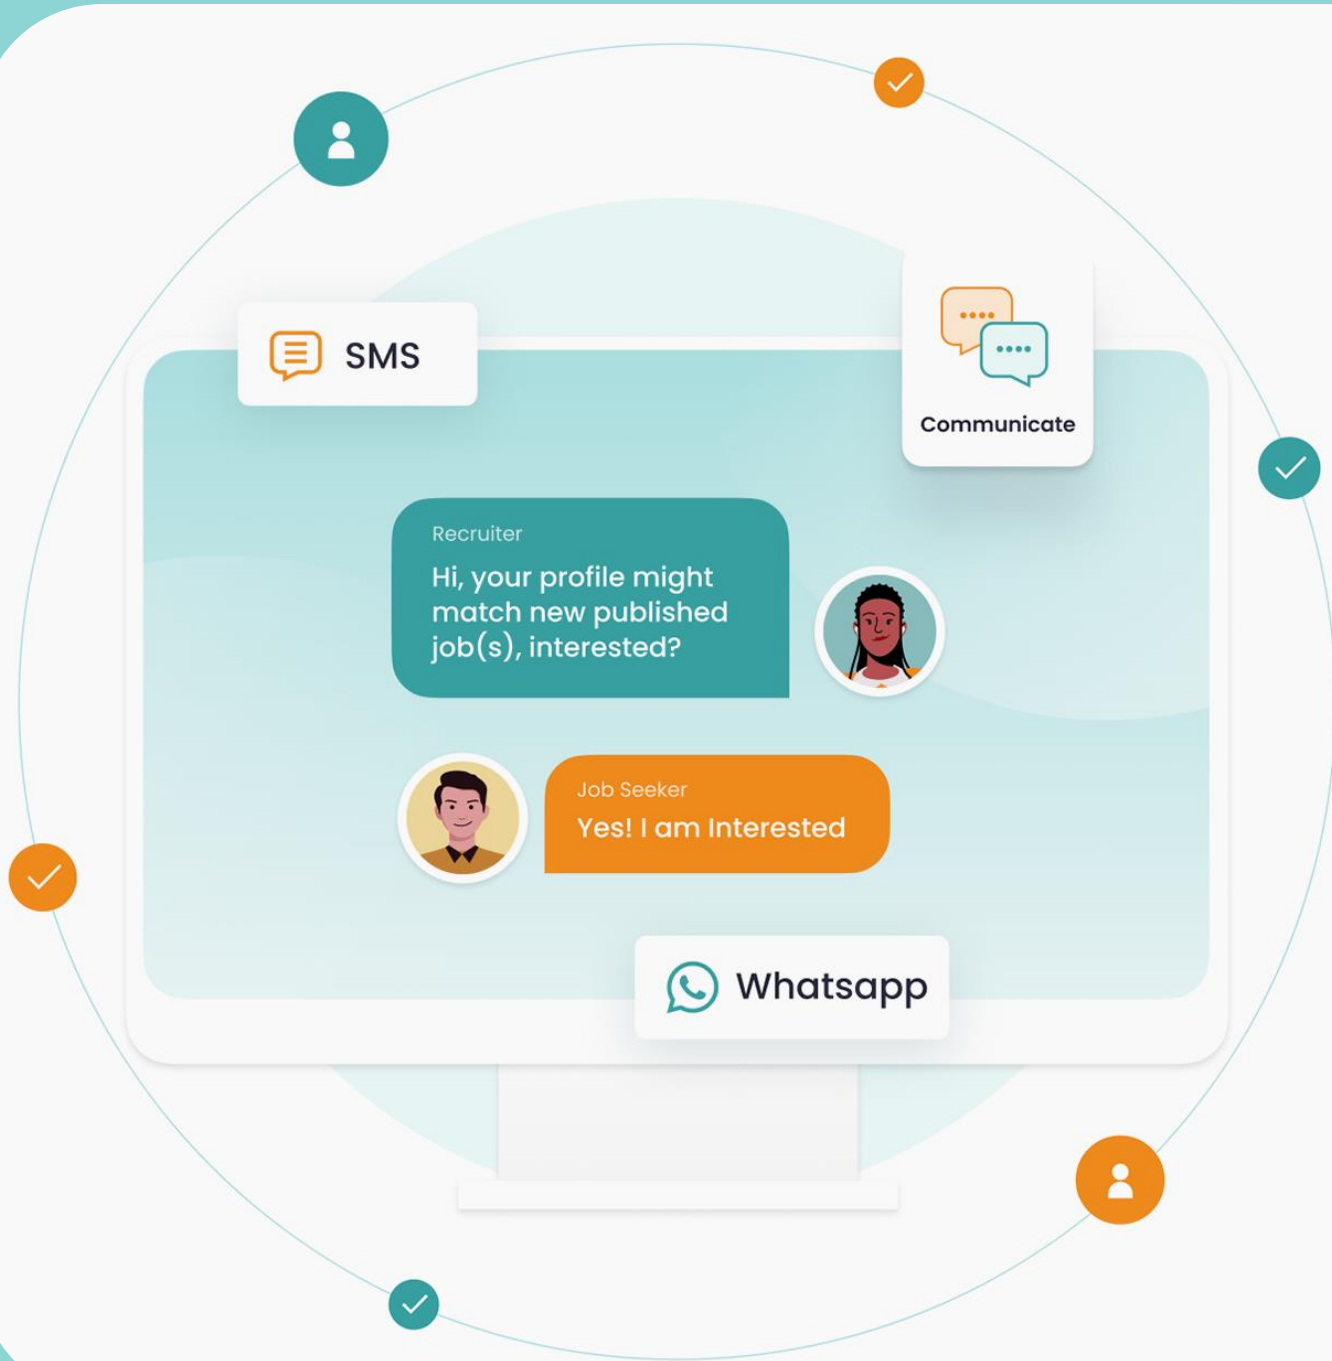 SMS
Communicate
Recruiter
Hi, your profile might
match new published
job(s), interested?
Job Seeker
Yes! I am Interested
Whatsapp